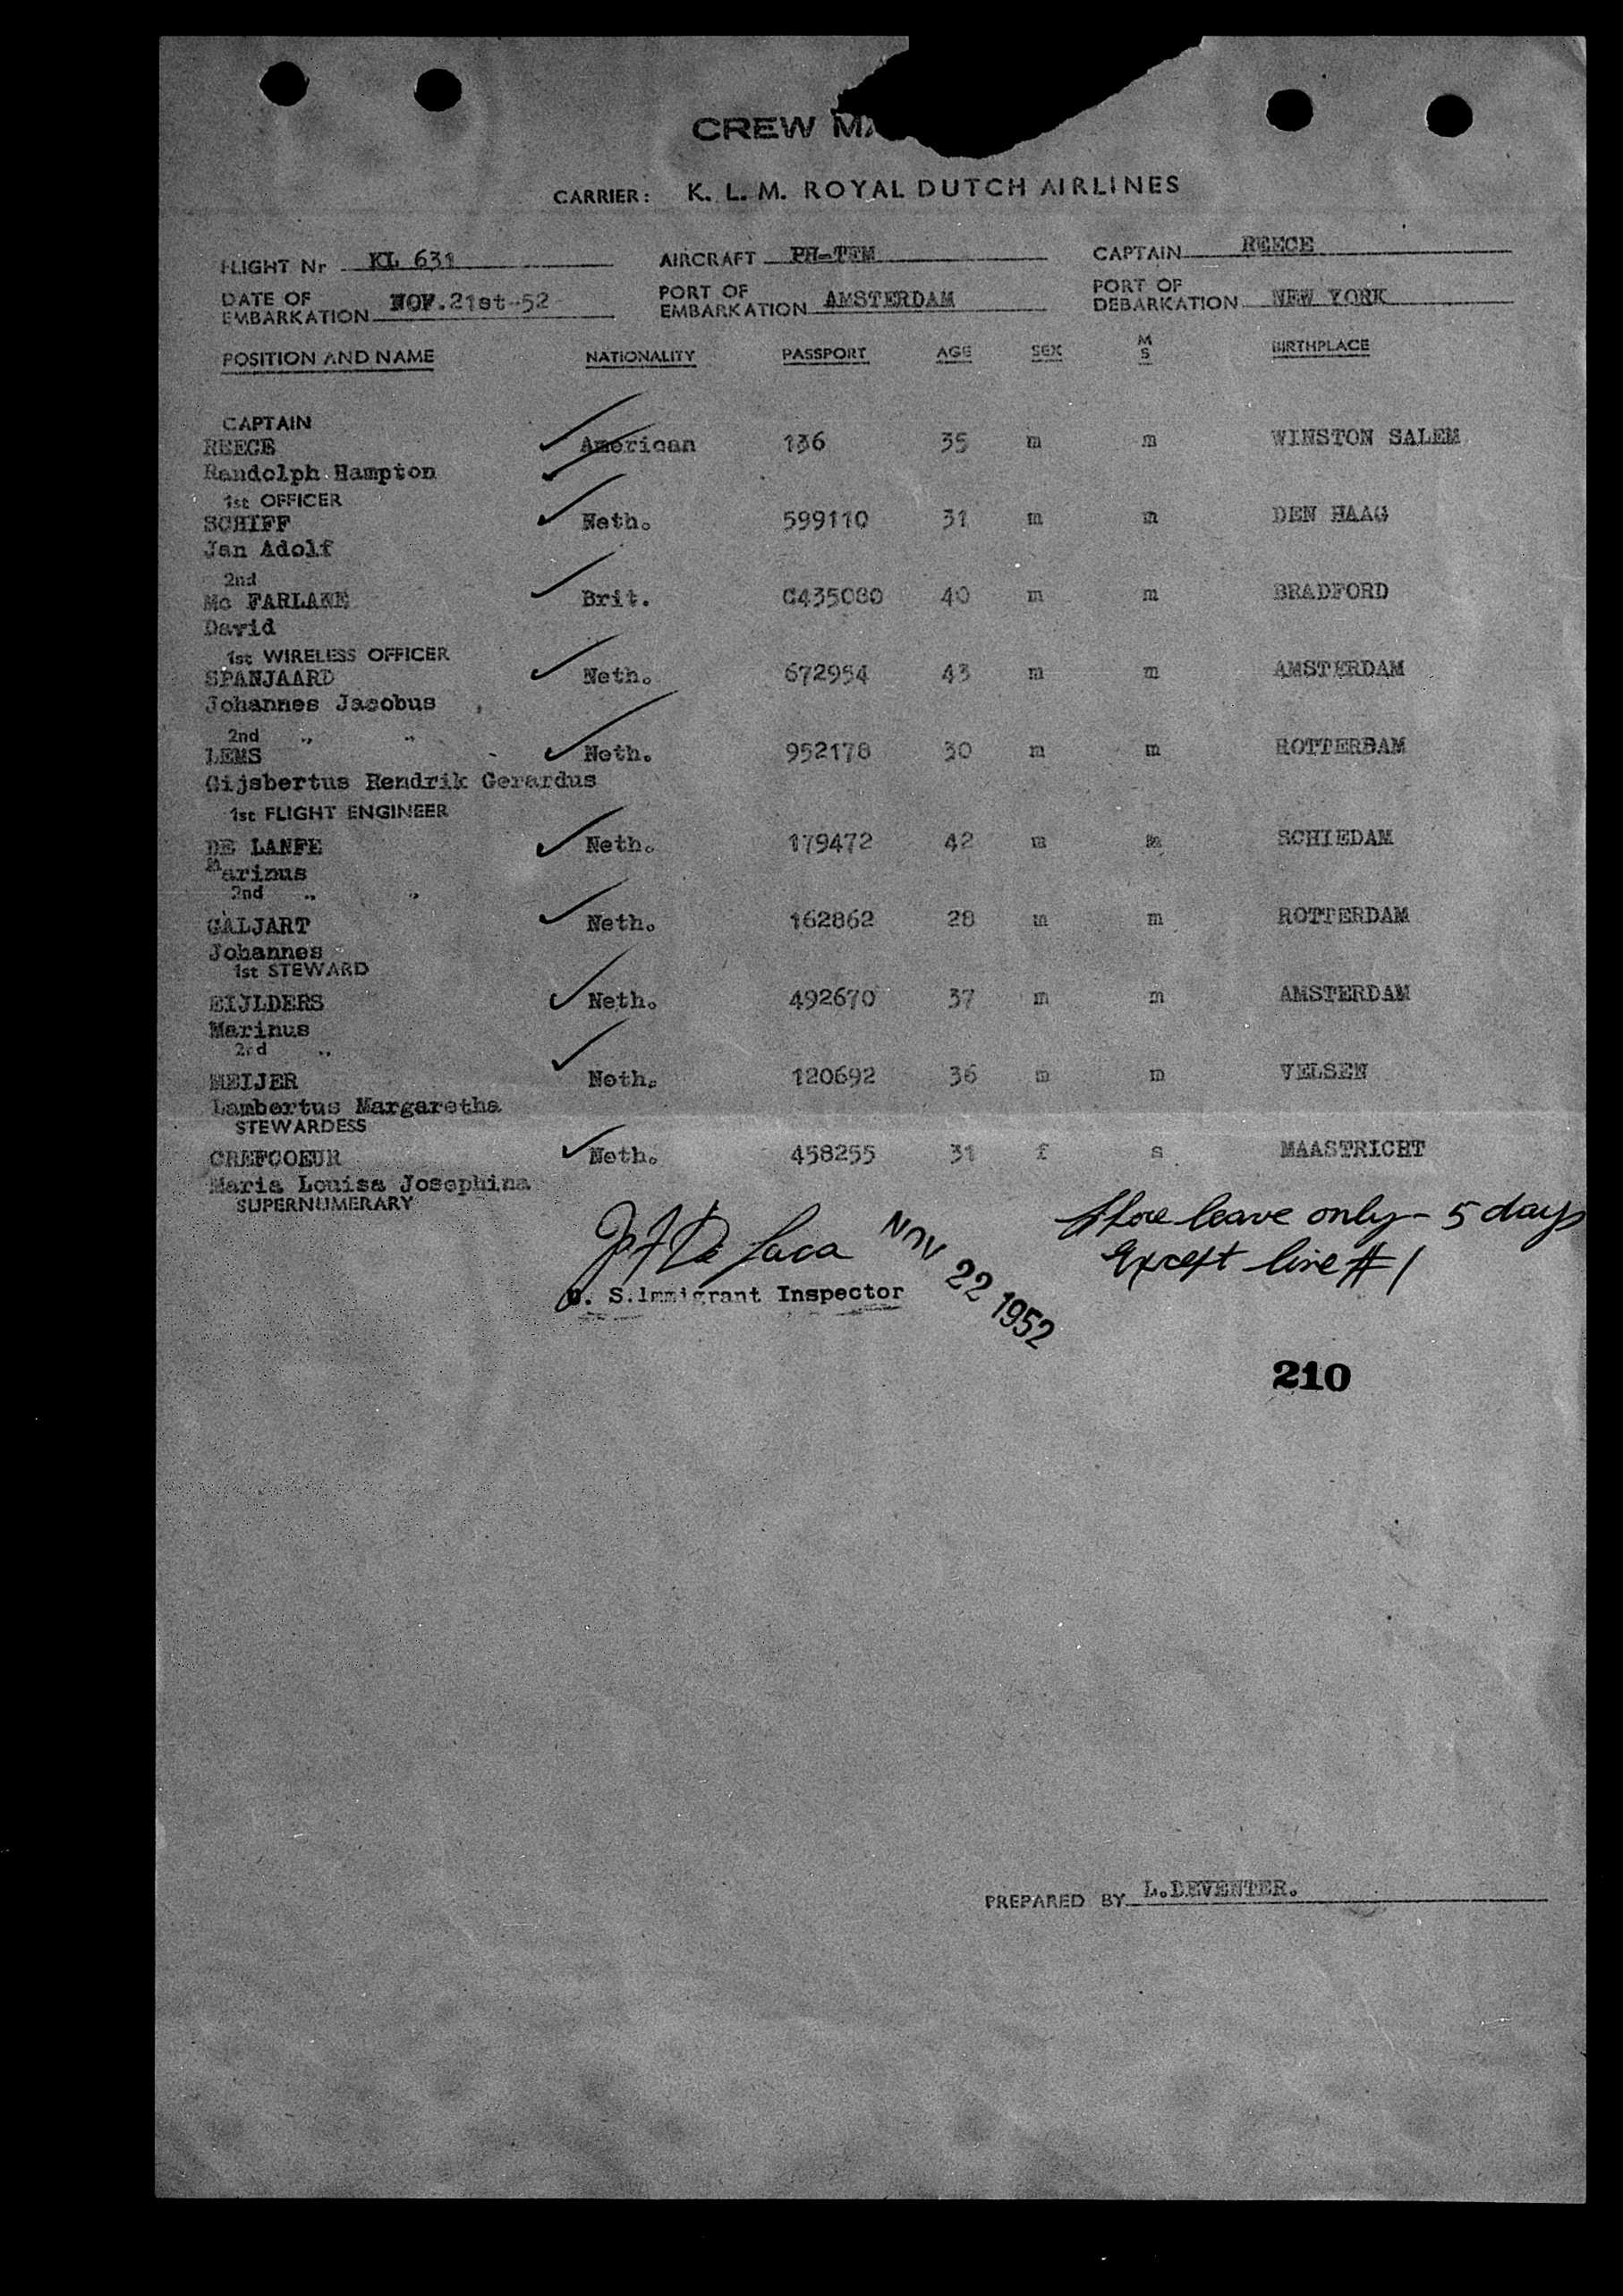 CREW MA
CARRIER: K. L. M. ROYAL DUTCH AIRLINES
FLIGHT Nr KL 631 AIRCRAFT PH-TFM CAPTAIN REECE
DATE OF EMBARKATION NOV.21st-52 PORT OF EMBARKATION AMSTERDAM PORT OF DEBARKATION NEW YORK
POSITION AND NAME NATIONALITY PASSPORT AGE SEX M S BIRTHPLACE
CAPTAIN
REECE American 136 35 m m WINSTON SALEM
Randolph Hampton
1st OFFICER
SCHIFF Neth. 599110 31 m m DEN HAAG
Jan Adolf
2nd
Mc FARLANE Brit. C435080 40 m m BRADFORD
David
1st WIRELESS OFFICER
SPANJAARD Neth. 672954 43 m m AMSTERDAM
Johannes Jacobus
2nd „ „
LEMS Neth. 952178 30 m m ROTTERDAM
Gijsbertus Hendrik Gerardus
1st FLIGHT ENGINEER
DE Neth. 179472 42 m m SCHIEDAM
Marinus
2nd „ „
GALJART Neth. 162862 28 m m ROTTERDAM
Johannes
1st STEWARD
EIJLDERS Neth. 492670 37 m m AMSTERDAM
Marinus
2nd „
MEIJER Neth. 120692 36 m m VELSEN
Lambertus Margaretha
STEWARDESS
CREFCOEUR Neth. 458255 31 f s MAASTRICHT
Maria Louisa Josephina
SUPERNUMERARY
Shore leave only - 5 days
Except line #1
U. S. Immigrant Inspector
NOV 22 1952
210
PREPARED BY L.DEVENTER.